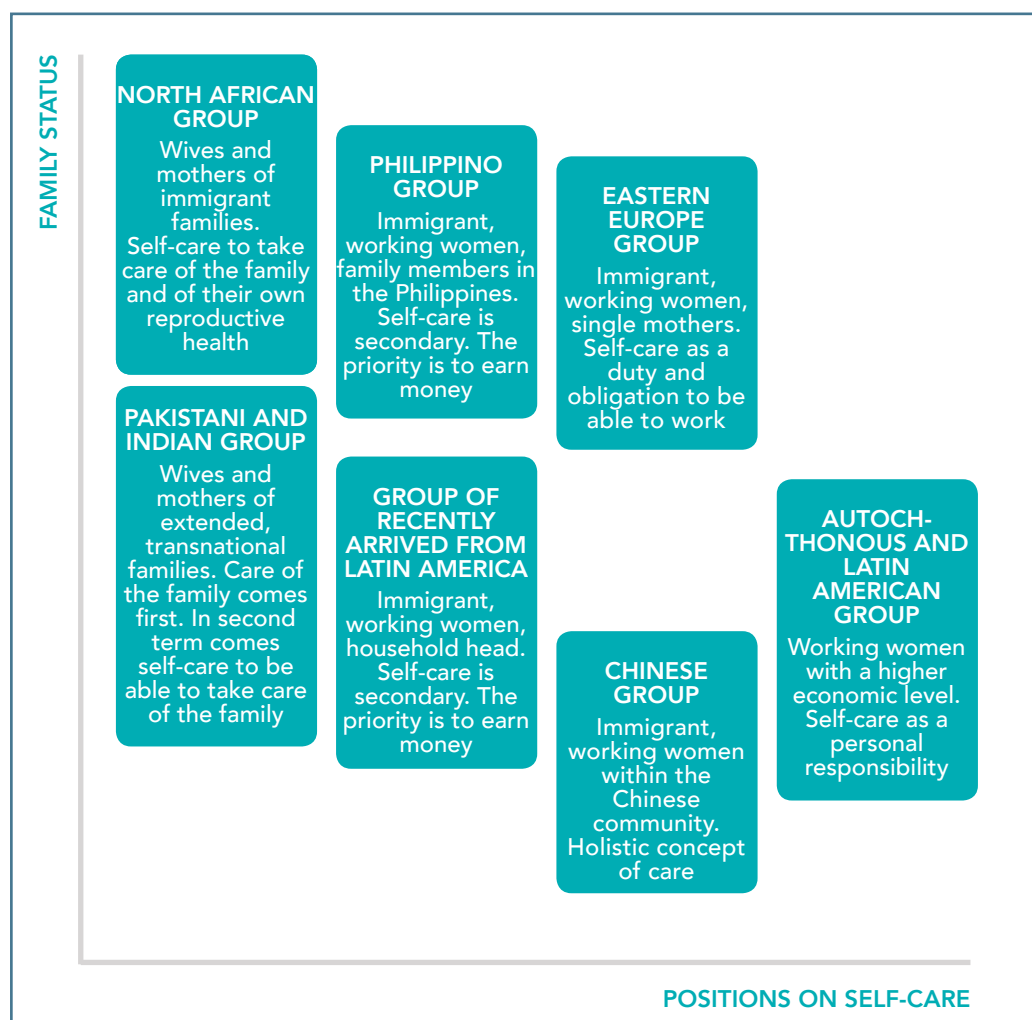 FAMILY STATUS
NORTH AFRICAN
GROUP
Wives and
mothers of
immigrant
families.
Self-care to take
care of the family
and of their own
reproductive
health
PAKISTANI AND
INDIAN GROUP
Wives and
mothers of
extended,
transnational
families. Care of
the family comes
first. In second
term comes
self-care to be
able to take care
of the family
PHILIPPINO
GROUP
Immigrant,
working women,
family members in
the Philippines.
Self-care is
secondary. The
priority is to earn
money
GROUP OF
RECENTLY
ARRIVED FROM
LATIN AMERICA
Immigrant,
working women,
household head.
Self-care is
secondary. The
priority is to earn
money
EASTERN
EUROPE
GROUP
Immigrant,
working women,
single mothers.
Self-care as a
duty and
obligation to be
able to work
CHINESE
GROUP
Immigrant,
working women
within the
Chinese
community.
Holistic concept
of care
AUTOCH-
THONOUS AND
LATIN
AMERICAN
GROUP
Working women
with a higher
economic level.
Self-care as a
personal
responsibility
POSITIONS ON SELF-CARE